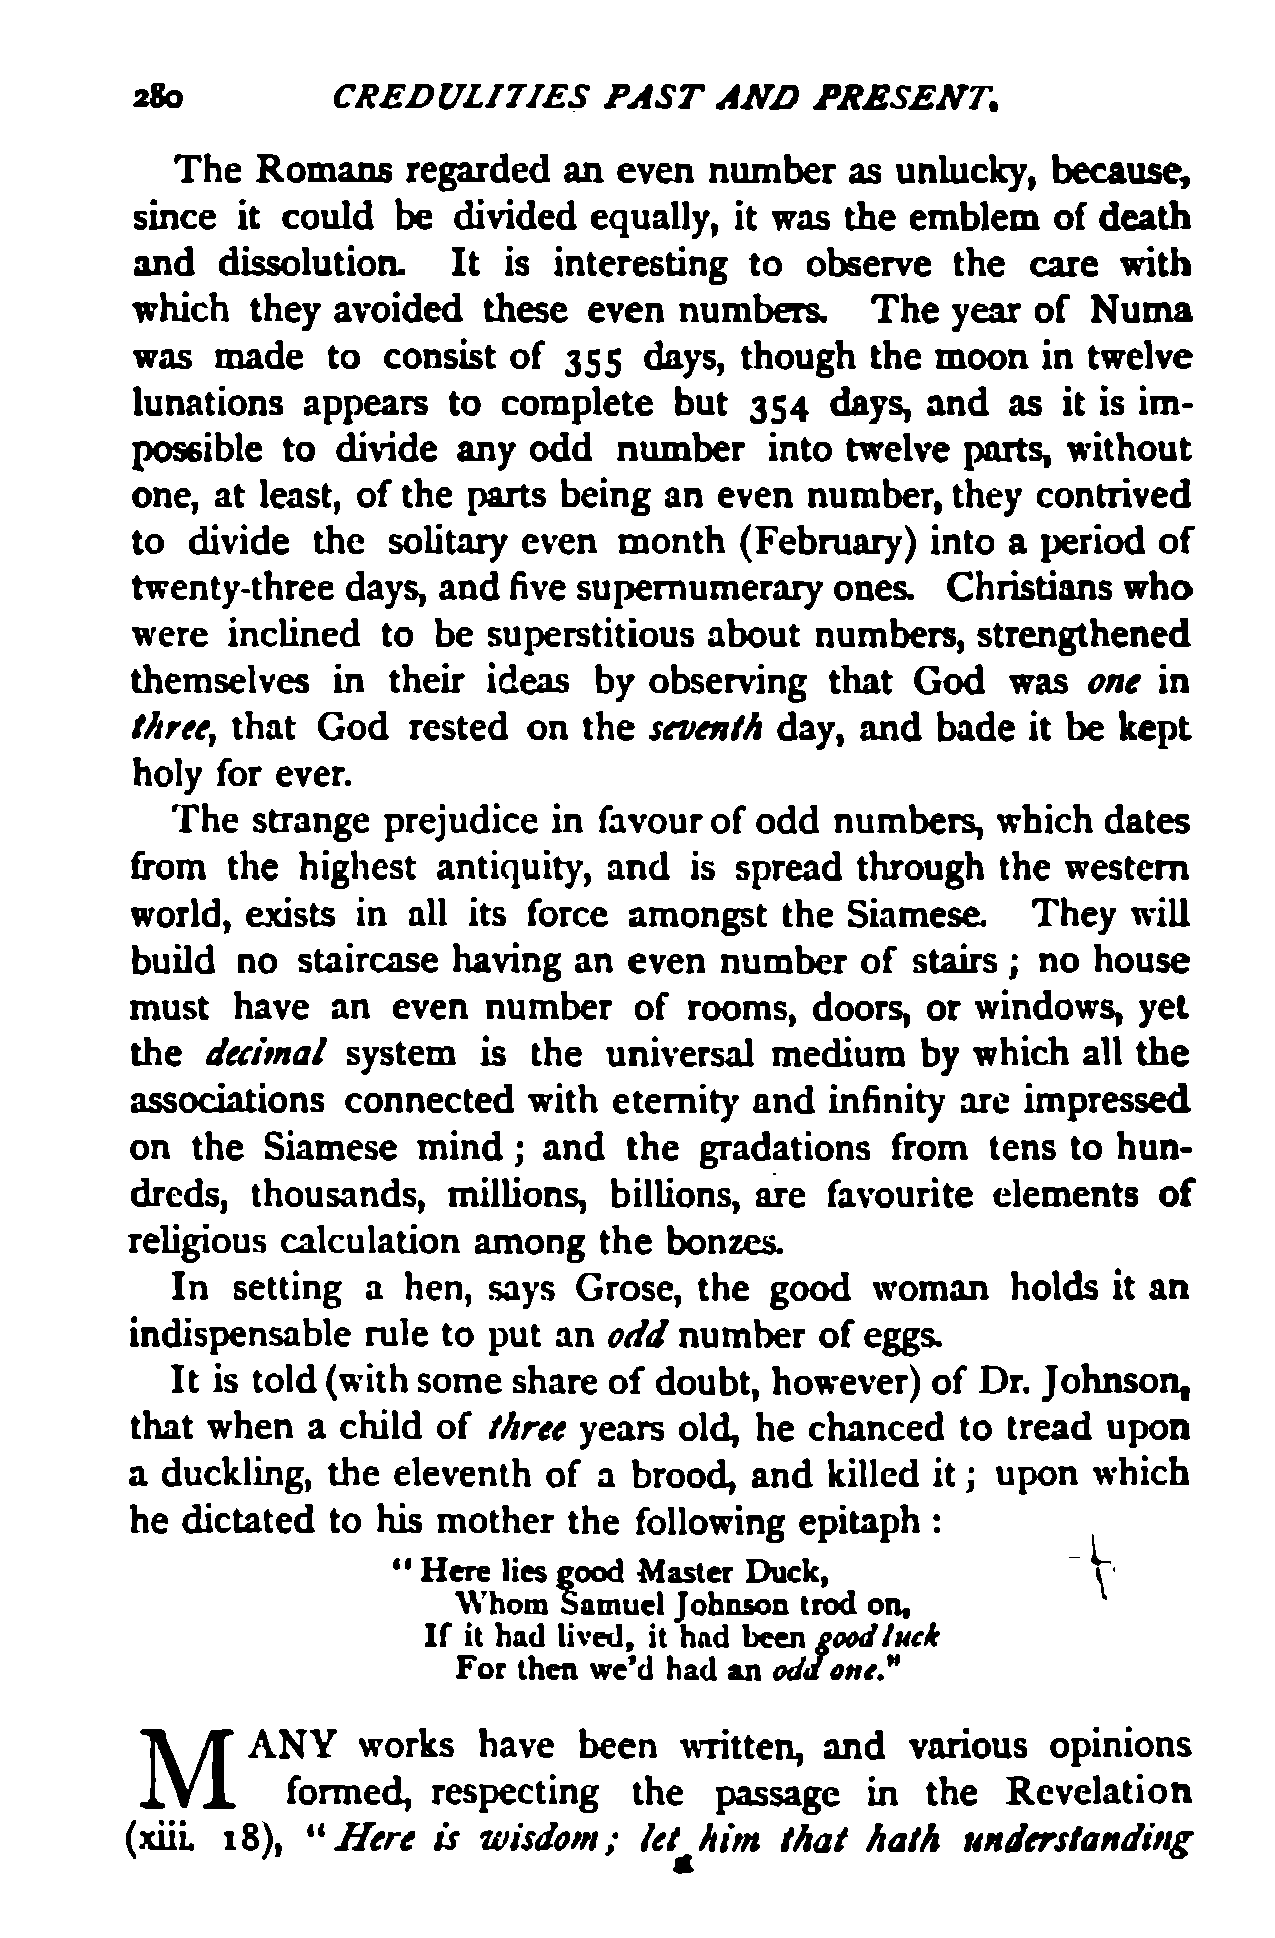 280 CREDULITIES PAST AND PRESENT.
The Romans regarded an even number as unlucky, because,
since it could be divided equally, it was the emblem of death
and dissolution. It is interesting to observe the care with
which they avoided these even numbers. The year of Numa
was made to consist of 355 days, though the moon in twelve
lunations appears to complete but 354 days, and as it is im-
possible to divide any odd number into twelve parts, without
one, at least, of the parts being an even number, they contrived
to divide the solitary even month (February) into a period of
twenty-three days, and five supernumerary ones. Christians who
were inclined to be superstitious about numbers, strengthened
themselves in their ideas by observing that God was one in
three, that God rested on the seventh day, and bade it be kept
holy for ever.
The strange prejudice in favour of odd numbers, which dates
from the highest antiquity, and is spread through the western
world, exists in all its force amongst the Siamese. They will
build no staircase having an even number of stairs ; no house
must have an even number of rooms, doors, or windows, yet
the decimal system is the universal medium by which all the
associations connected with eternity and infinity are impressed
on the Siamese mind ; and the gradations from tens to hun-
dreds, thousands, millions, billions, are favourite elements of
religious calculation among the bonzes.
In setting a hen, says Grose, the good woman holds it an
indispensable rule to put an odd number of eggs.
It is told (with some share of doubt, however) of Dr. Johnson,
that when a child of three years old, he chanced to tread upon
a duckling, the eleventh of a brood, and killed it ; upon which
he dictated to his mother the following epitaph :
" Here lies good Master Duck,
Whom Samuel Johnson trod on,
If it had lived, it had been good luck
For then we'd had an odd one."
MANY works have been written, and various opinions
formed, respecting the passage in the Revelation
(xiii. 18), "Here is wisdom ; let him that hath understanding